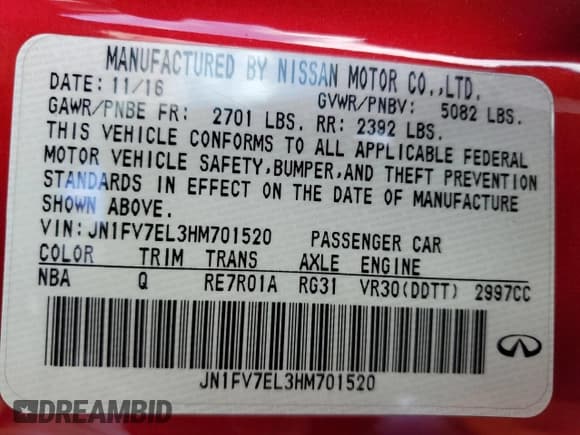 MANUFACTURED BY NISSAN MOTOR CO.,LTD.
DATE: 11/16 GVWR/PNBV: 5082 LBS.
GAWR/PNBE FR: 2701 LBS. RR: 2392 LBS.
THIS VEHICLE CONFORMS TO ALL APPLICABLE FEDERAL
MOTOR VEHICLE SAFETY,BUMPER,AND THEFT PREVENTION
STANDARDS IN EFFECT ON THE DATE OF MANUFACTURE
SHOWN ABOVE.
VIN:JN1FV7EL3HM701520 PASSENGER CAR
COLOR TRIM TRANS AXLE ENGINE
NBA Q RE7R01A RG31 VR30(DDTT) 2997CC
JN1FV7EL3HM701520
DREAMBID